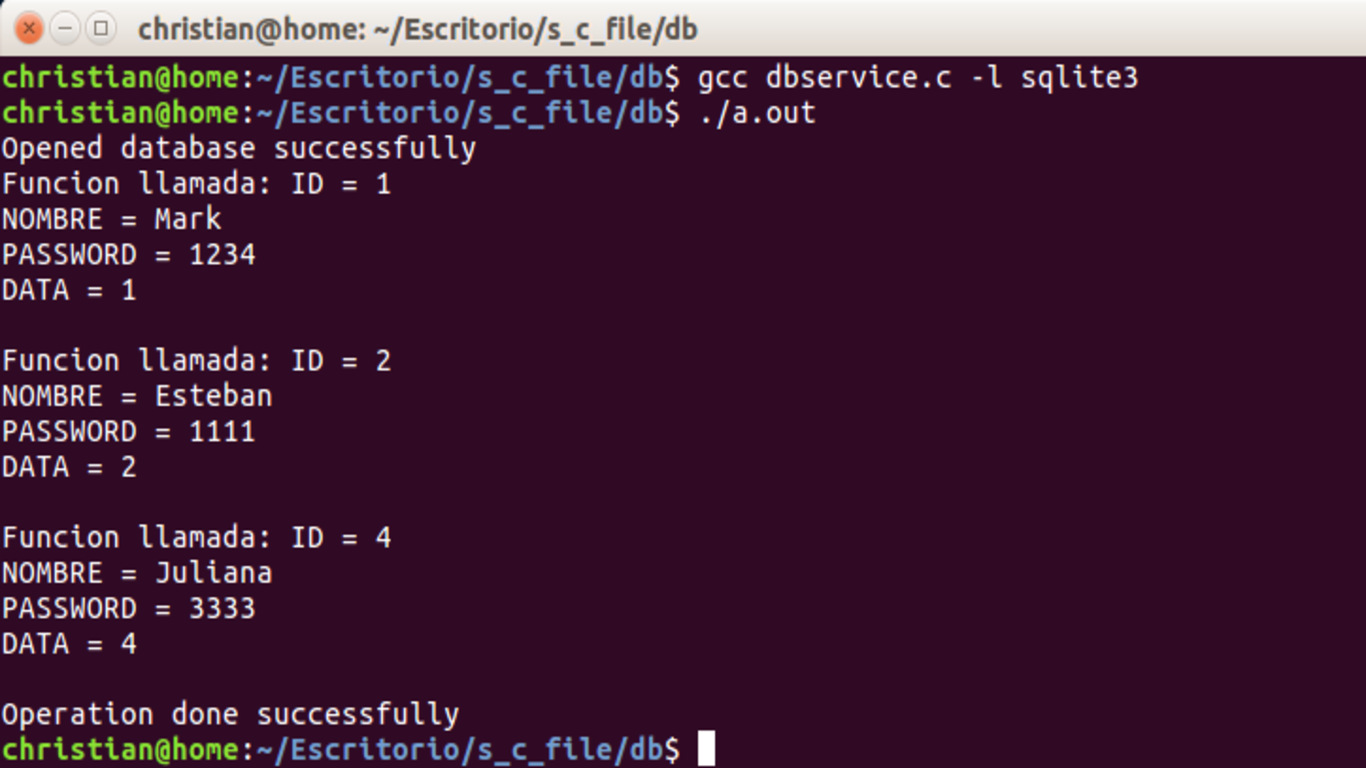 christian@home: ~/Escritorio/s_c_file/db
christian@home:~/Escritorio/s_c_file/db$ gcc dbservice.c -l sqlite3
christian@home:~/Escritorio/s_c_file/db$ ./a.out
Opened database successfully
Funcion llamada: ID = 1
NOMBRE = Mark
PASSWORD = 1234
DATA = 1
Funcion llamada: ID = 2
NOMBRE = Esteban
PASSWORD = 1111
DATA = 2
Funcion llamada: ID = 4
NOMBRE = Juliana
PASSWORD = 3333
DATA = 4
Operation done successfully
christian@home:~/Escritorio/s_c_file/db$